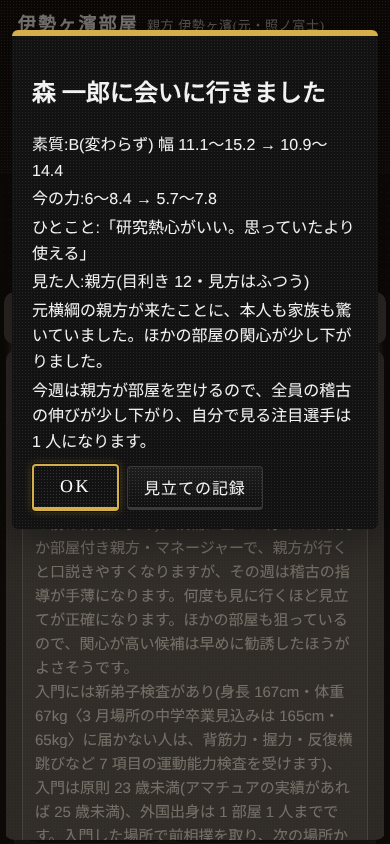 伊勢ヶ濱部屋 親方 伊勢ヶ濱(元・照ノ富士)
森 一郎に会いに行きました
素質:B(変わらず) 幅 11.1〜15.2 → 10.9〜
14.4
今の力:6〜8.4 → 5.7〜7.8
ひとこと:「研究熱心がいい。思っていたより
使える」
見た人:親方(目利き 12・見方はふつう)
元横綱の親方が来たことに、本人も家族も驚
いていました。ほかの部屋の関心が少し下が
りました。
今週は親方が部屋を空けるので、全員の稽古
の伸びが少し下がり、自分で見る注目選手は
1 人になります。
OK 見立ての記録
か部屋付き親方・マネージャーで、親方が行く
と口説きやすくなりますが、その週は稽古の指
導が手薄になります。何度も見に行くほど見立
てが正確になります。ほかの部屋も狙っている
ので、関心が高い候補は早めに勧誘したほうが
よさそうです。
入門には新弟子検査があり(身長 167cm・体重
67kg〈3 月場所の中学卒業見込みは 165cm・
65kg〉に届かない人は、背筋力・握力・反復横
跳びなど 7 項目の運動能力検査を受けます)、
入門は原則 23 歳未満(アマチュアの実績があれ
ば 25 歳未満)、外国出身は 1 部屋 1 人までで
す。入門した場所で前相撲を取り、次の場所か